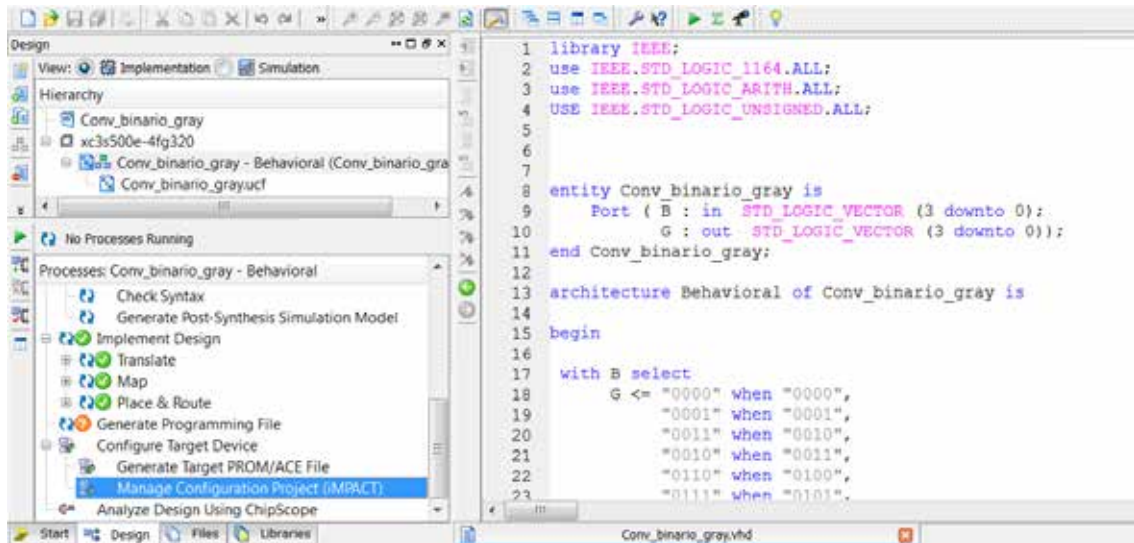 Design
View: Implementation Simulation
Hierarchy
Conv_binario_gray
xc3s500e-4fg320
Conv_binario_gray - Behavioral (Conv_binario_gra
Conv_binario_gray.ucf
No Processes Running
Processes: Conv_binario_gray - Behavioral
Check Syntax
Generate Post-Synthesis Simulation Model
Implement Design
Translate
Map
Place & Route
Generate Programming File
Configure Target Device
Generate Target PROM/ACE File
Manage Configuration Project (iMPACT)
Analyze Design Using ChipScope
Start Design Files Libraries
1 library IEEE;
2 use IEEE.STD_LOGIC_1164.ALL;
3 use IEEE.STD_LOGIC_ARITH.ALL;
4 USE IEEE.STD_LOGIC_UNSIGNED.ALL;
5
6
7
8 entity Conv_binario_gray is
9 Port ( B : in STD_LOGIC_VECTOR (3 downto 0);
10 G : out STD_LOGIC_VECTOR (3 downto 0));
11 end Conv_binario_gray;
12
13 architecture Behavioral of Conv_binario_gray is
14
15 begin
16
17 with B select
18 G <= "0000" when "0000",
19 "0001" when "0001",
20 "0011" when "0010",
21 "0010" when "0011",
22 "0110" when "0100",
23 "0111" when "0101",
Conv_binario_gray.vhd